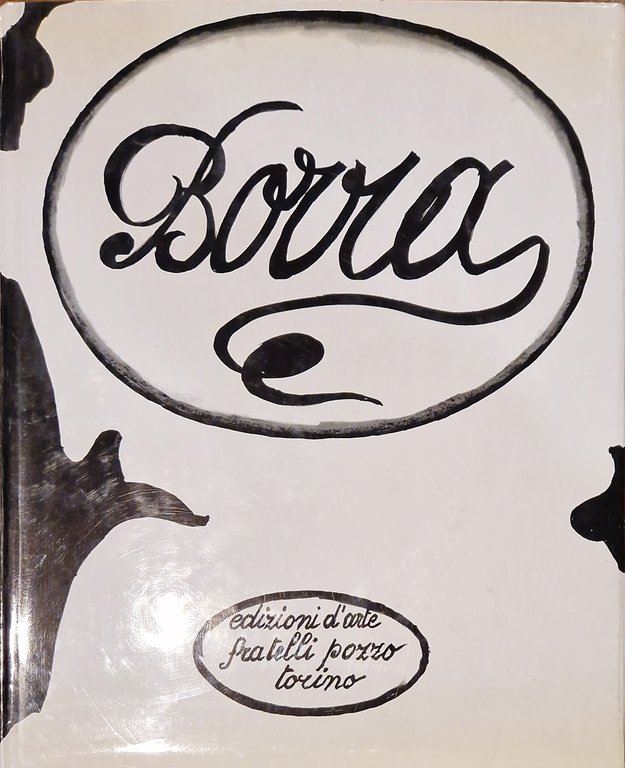 Borra
edizioni d'arte
fratelli pozzo
torino